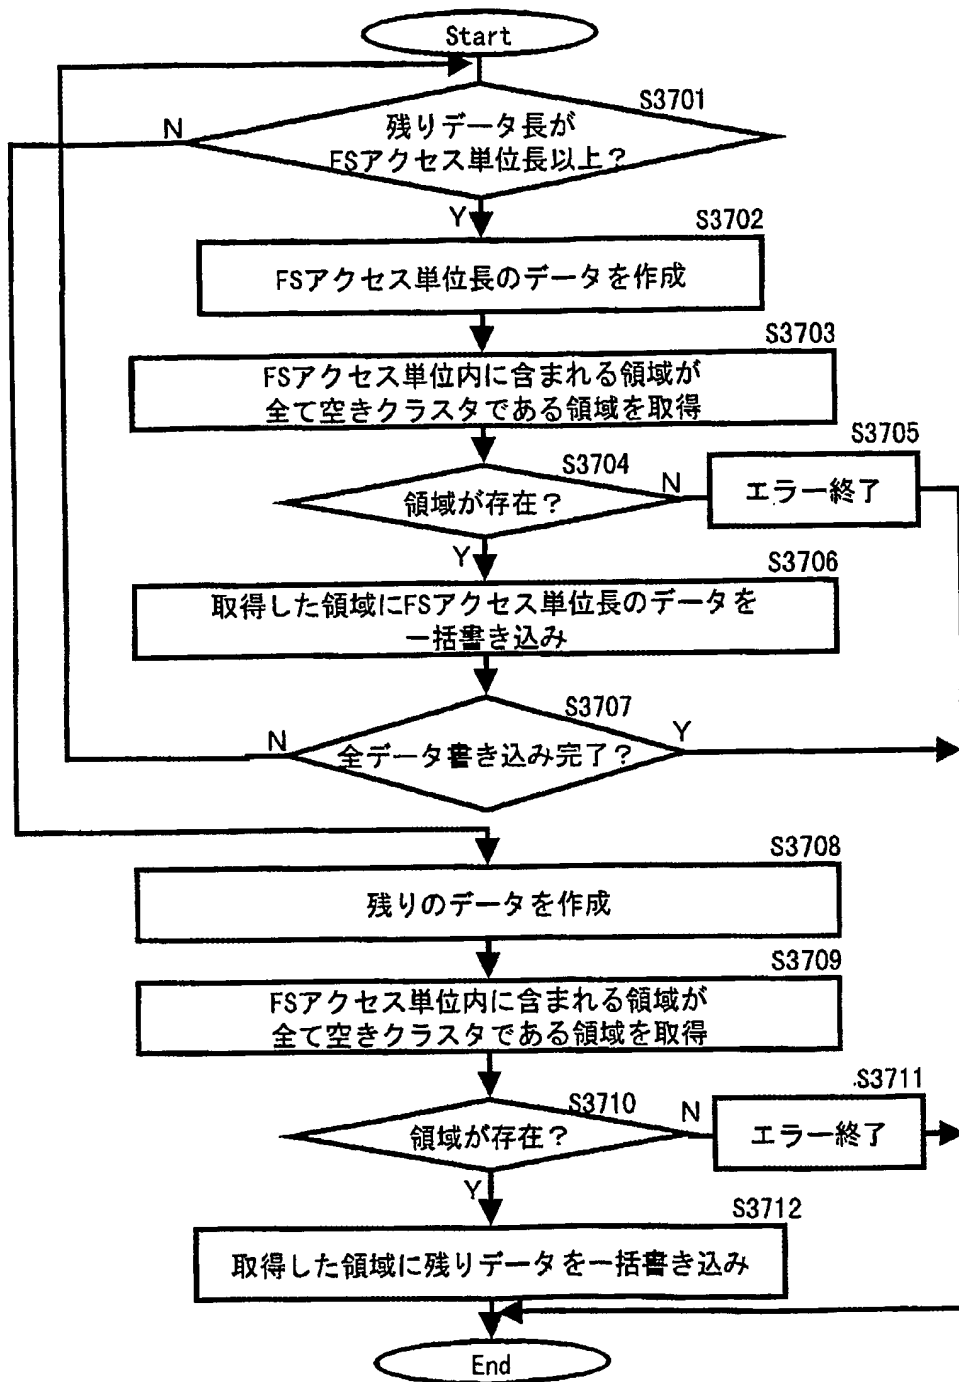 Start
S3701
残りデータ長が
FSアクセス単位長以上?
N
Y
S3702
FSアクセス単位長のデータを作成
S3703
FSアクセス単位内に含まれる領域が
全て空きクラスタである領域を取得
S3704
領域が存在?
N
S3705
エラー終了
Y
S3706
取得した領域にFSアクセス単位長のデータを
一括書き込み
S3707
全データ書き込み完了?
N
Y
S3708
残りのデータを作成
S3709
FSアクセス単位内に含まれる領域が
全て空きクラスタである領域を取得
S3710
領域が存在?
N
S3711
エラー終了
Y
S3712
取得した領域に残りデータを一括書き込み
End